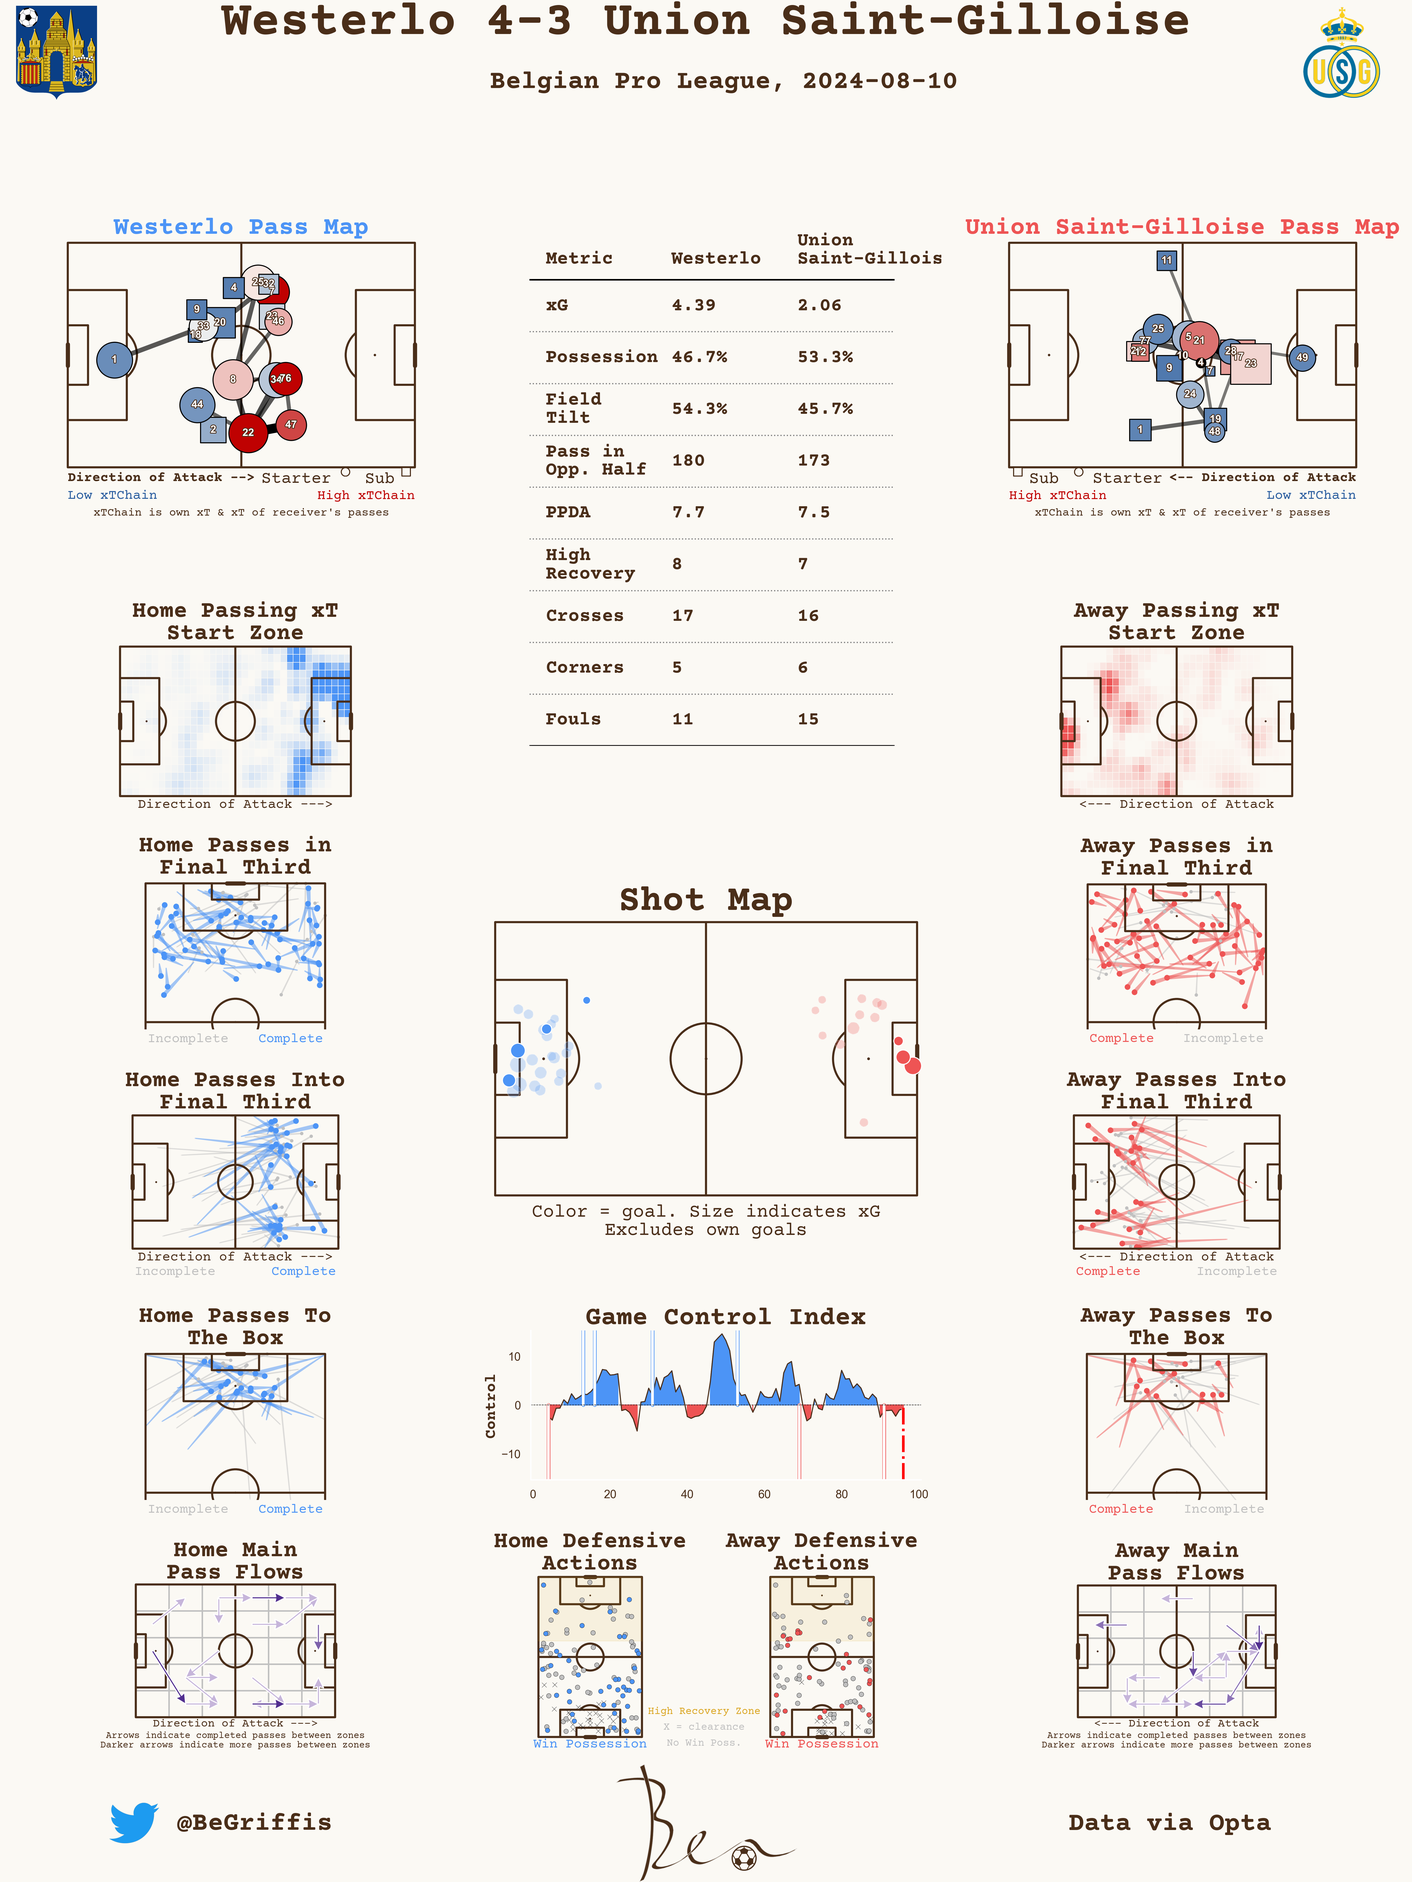 Westerlo 4-3 Union Saint-Gilloise
Belgian Pro League, 2024-08-10
USG
1897
Westerlo Pass Map
4
25
32
7
9
33
18
20
23
46
1
8
34
76
44
2
22
47
Direction of Attack --> Starter Sub
Low xTChain High xTChain
xTChain is own xT & xT of receiver's passes
Metric Westerlo Union
Saint-Gillois
xG 4.39 2.06
Possession 46.7% 53.3%
Field
Tilt 54.3% 45.7%
Pass in
Opp. Half 180 173
PPDA 7.7 7.5
High
Recovery 8 7
Crosses 17 16
Corners 5 6
Fouls 11 15
Union Saint-Gilloise Pass Map
11
25
77
12
5
21
10
4
7
9
28
17
23
49
24
19
48
1
Sub Starter <-- Direction of Attack
High xTChain Low xTChain
xTChain is own xT & xT of receiver's passes
Home Passing xT
Start Zone
Direction of Attack --->
Away Passing xT
Start Zone
<--- Direction of Attack
Home Passes in
Final Third
Incomplete Complete
Away Passes in
Final Third
Complete Incomplete
Shot Map
Color = goal. Size indicates xG
Excludes own goals
Home Passes Into
Final Third
Direction of Attack --->
Incomplete Complete
Away Passes Into
Final Third
<--- Direction of Attack
Complete Incomplete
Home Passes To
The Box
Incomplete Complete
Game Control Index
Control
10
0
−10
0 20 40 60 80 100
Away Passes To
The Box
Complete Incomplete
Home Main
Pass Flows
Direction of Attack --->
Arrows indicate completed passes between zones
Darker arrows indicate more passes between zones
Home Defensive
Actions
Win Possession
High Recovery Zone
X = clearance
No Win Poss.
Away Defensive
Actions
Win Possession
Away Main
Pass Flows
<--- Direction of Attack
Arrows indicate completed passes between zones
Darker arrows indicate more passes between zones
@BeGriffis
Ben
Data via Opta